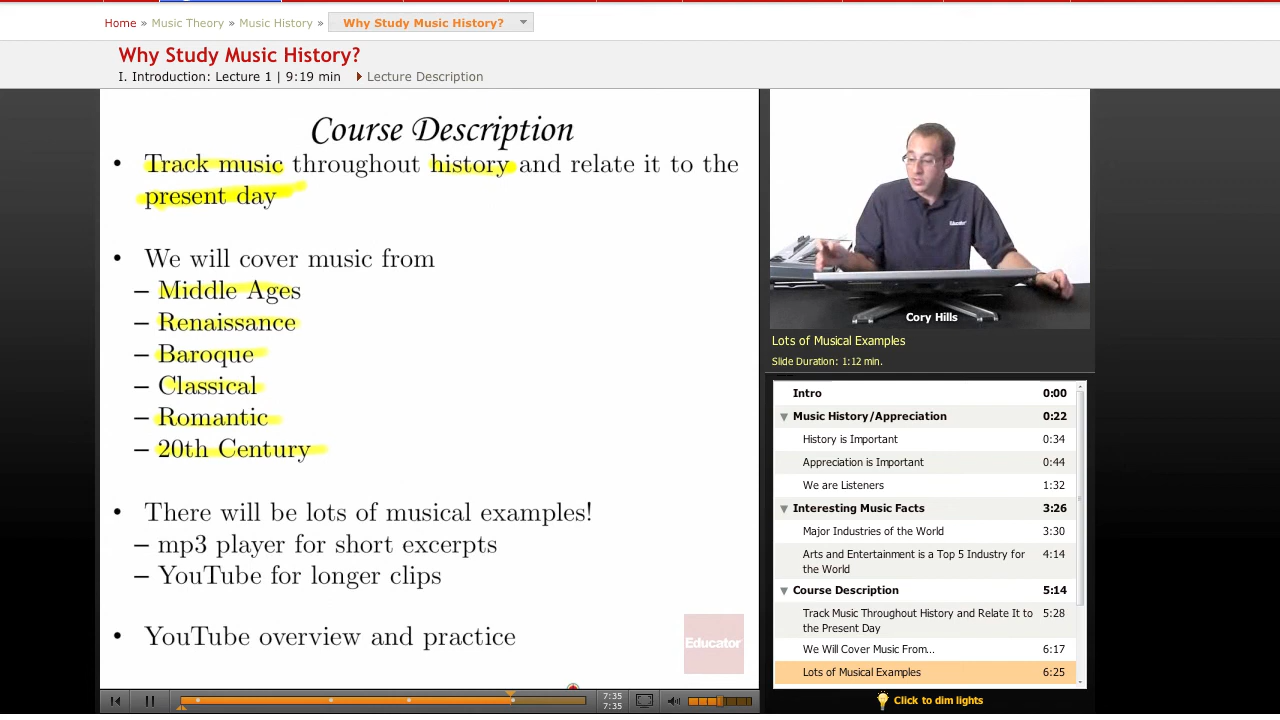 Home » Music Theory » Music History » Why Study Music History?
Why Study Music History?
I. Introduction: Lecture 1 | 9:19 min Lecture Description
Course Description
• Track music throughout history and relate it to the
present day
• We will cover music from
– Middle Ages
– Renaissance
– Baroque
– Classical
– Romantic
– 20th Century
• There will be lots of musical examples!
– mp3 player for short excerpts
– YouTube for longer clips
• YouTube overview and practice
Educator
7:35
7:35
Educator
Cory Hills
Lots of Musical Examples
Slide Duration: 1:12 min.
Intro 0:00
Music History/Appreciation 0:22
History is Important 0:34
Appreciation is Important 0:44
We are Listeners 1:32
Interesting Music Facts 3:26
Major Industries of the World 3:30
Arts and Entertainment is a Top 5 Industry for 4:14
the World
Course Description 5:14
Track Music Throughout History and Relate It to 5:28
the Present Day
We Will Cover Music From... 6:17
Lots of Musical Examples 6:25
Click to dim lights